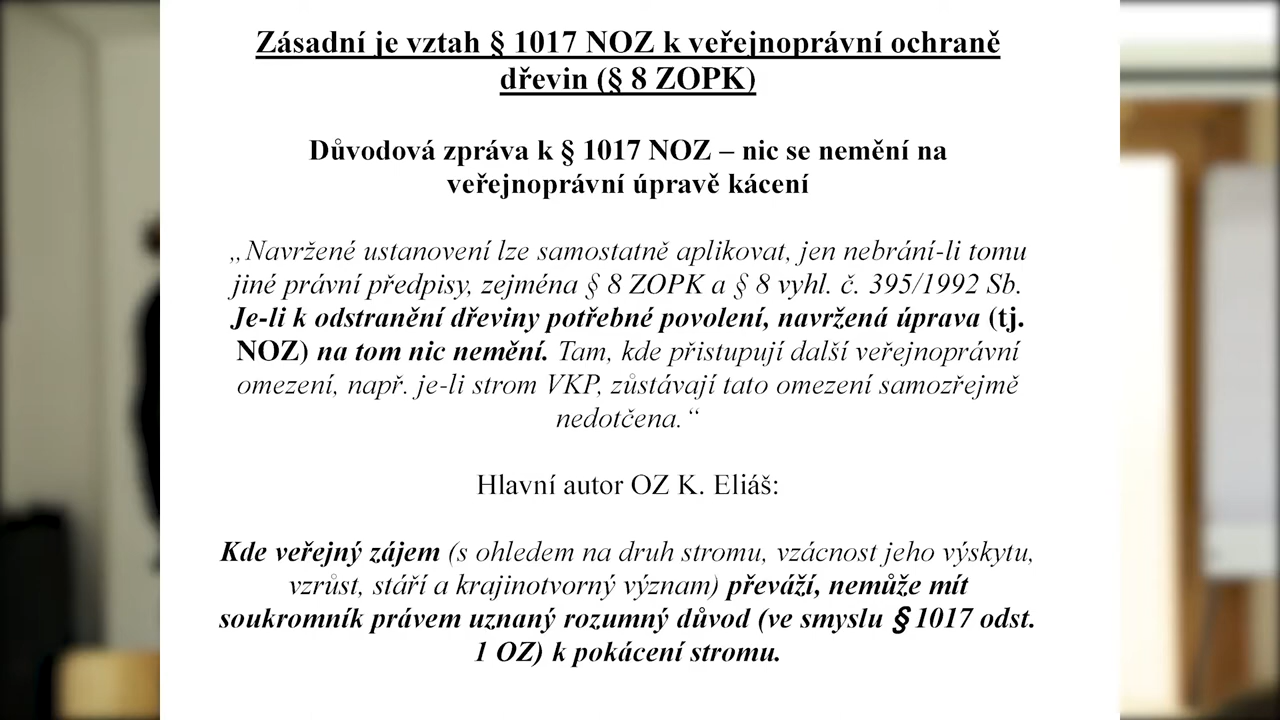 Zásadní je vztah § 1017 NOZ k veřejnoprávní ochraně
dřevin (§ 8 ZOPK)
Důvodová zpráva k § 1017 NOZ – nic se nemění na
veřejnoprávní úpravě kácení
„Navržené ustanovení lze samostatně aplikovat, jen nebrání-li tomu
jiné právní předpisy, zejména § 8 ZOPK a § 8 vyhl. č. 395/1992 Sb.
Je-li k odstranění dřeviny potřebné povolení, navržená úprava (tj.
NOZ) na tom nic nemění. Tam, kde přistupují další veřejnoprávní
omezení, např. je-li strom VKP, zůstávají tato omezení samozřejmě
nedotčena.“
Hlavní autor OZ K. Eliáš:
Kde veřejný zájem (s ohledem na druh stromu, vzácnost jeho výskytu,
vzrůst, stáří a krajinotvorný význam) převáží, nemůže mít
soukromník právem uznaný rozumný důvod (ve smyslu § 1017 odst.
1 OZ) k pokácení stromu.